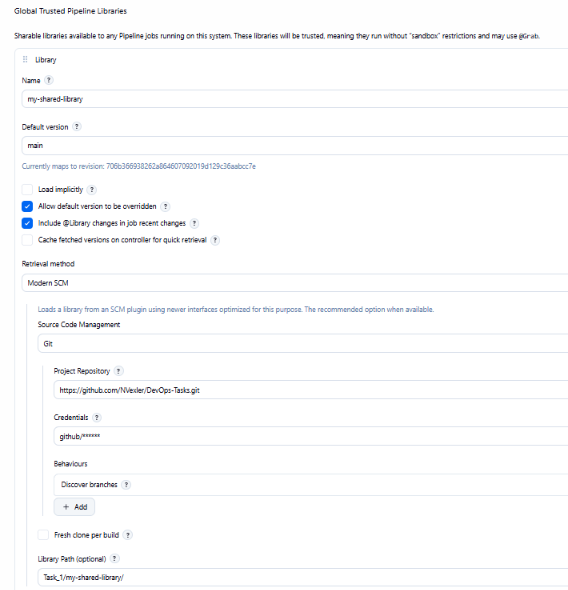 Global Trusted Pipeline Libraries
Sharable libraries available to any Pipeline jobs running on this system. These libraries will be trusted, meaning they run without "sandbox" restrictions and may use @Grab.
Library
Name ?
my-shared-library
Default version ?
main
Currently maps to revision: 706b366938262a864607092019d129c36aabcc7e
Load implicitly ?
Allow default version to be overridden ?
Include @Library changes in job recent changes ?
Cache fetched versions on controller for quick retrieval ?
Retrieval method
Modern SCM
Loads a library from an SCM plugin using newer interfaces optimized for this purpose. The recommended option when available.
Source Code Management
Git
Project Repository ?
https://github.com/NVexler/DevOps-Tasks.git
Credentials ?
github/******
Behaviours
Discover branches ?
+ Add
Fresh clone per build ?
Library Path (optional) ?
Task_1/my-shared-library/